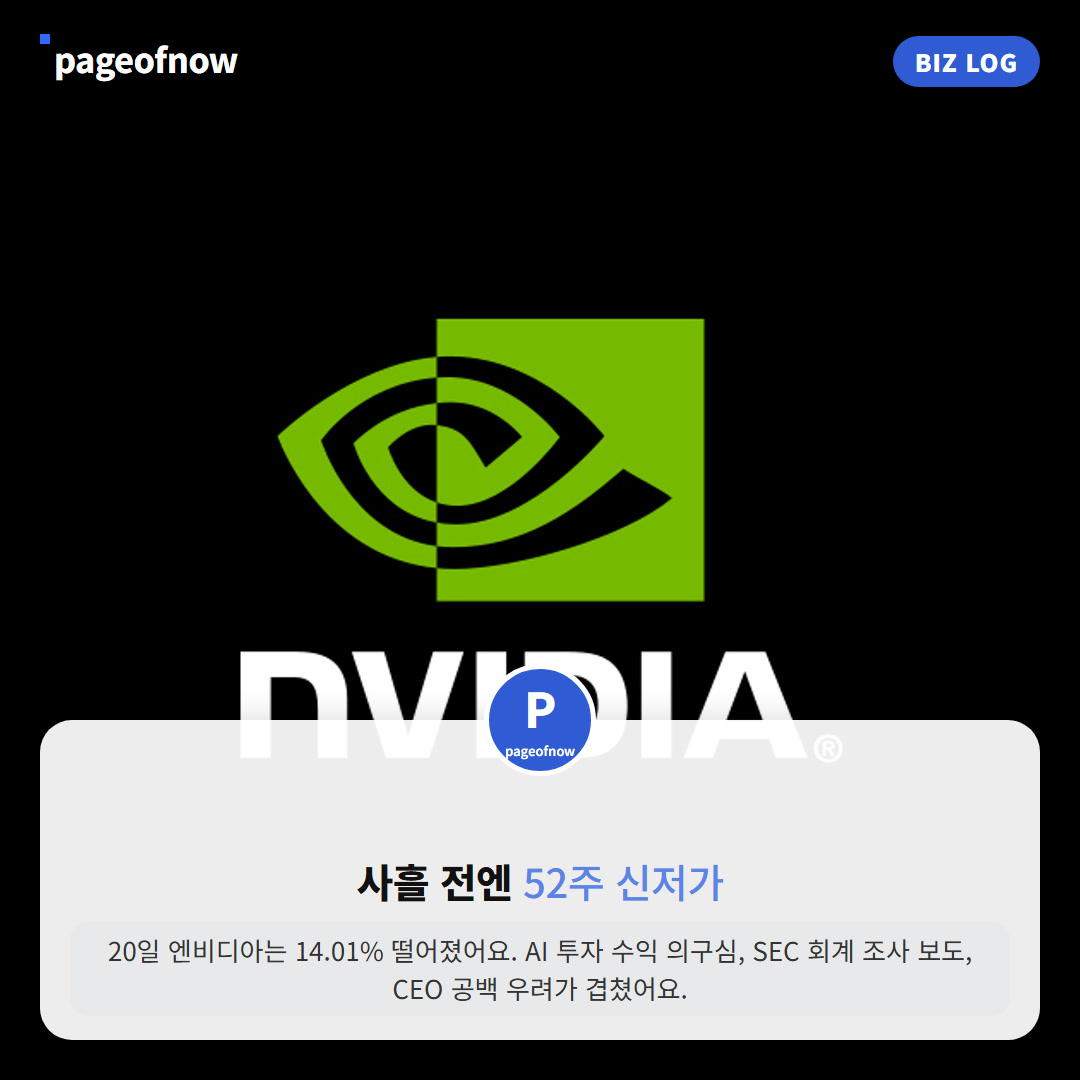 pageofnow
BIZ LOG
NVIDIA®
P
pageofnow
사흘 전엔 52주 신저가
20일 엔비디아는 14.01% 떨어졌어요. AI 투자 수익 의구심, SEC 회계 조사 보도,
CEO 공백 우려가 겹쳤어요.